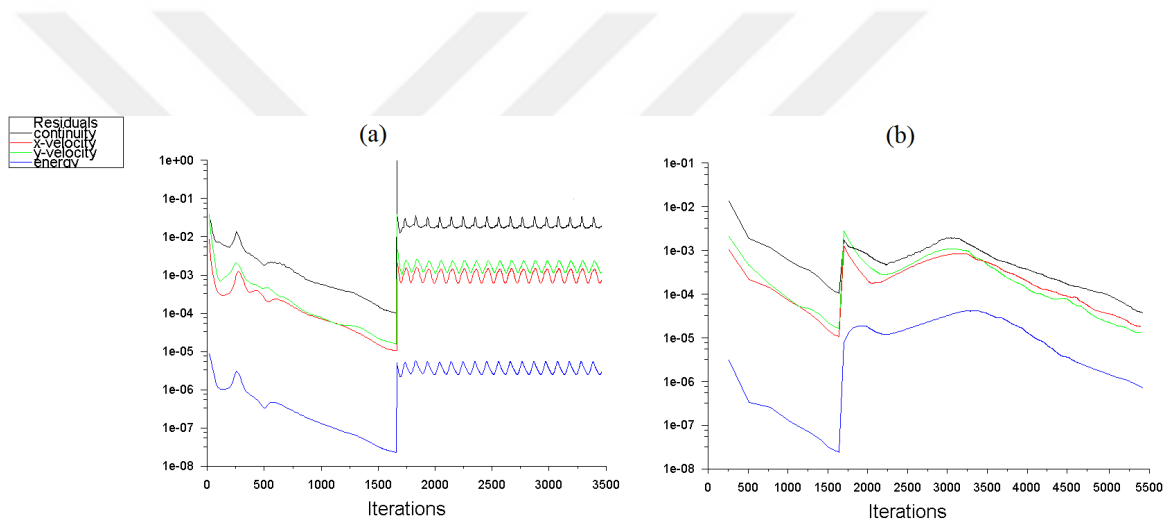 Residuals
continuity
x-velocity
y-velocity
energy
(a)
1e+00
1e-01
1e-02
1e-03
1e-04
1e-05
1e-06
1e-07
1e-08
0 500 1000 1500 2000 2500 3000 3500
Iterations
(b)
1e-01
1e-02
1e-03
1e-04
1e-05
1e-06
1e-07
1e-08
0 500 1000 1500 2000 2500 3000 3500 4000 4500 5000 5500
Iterations